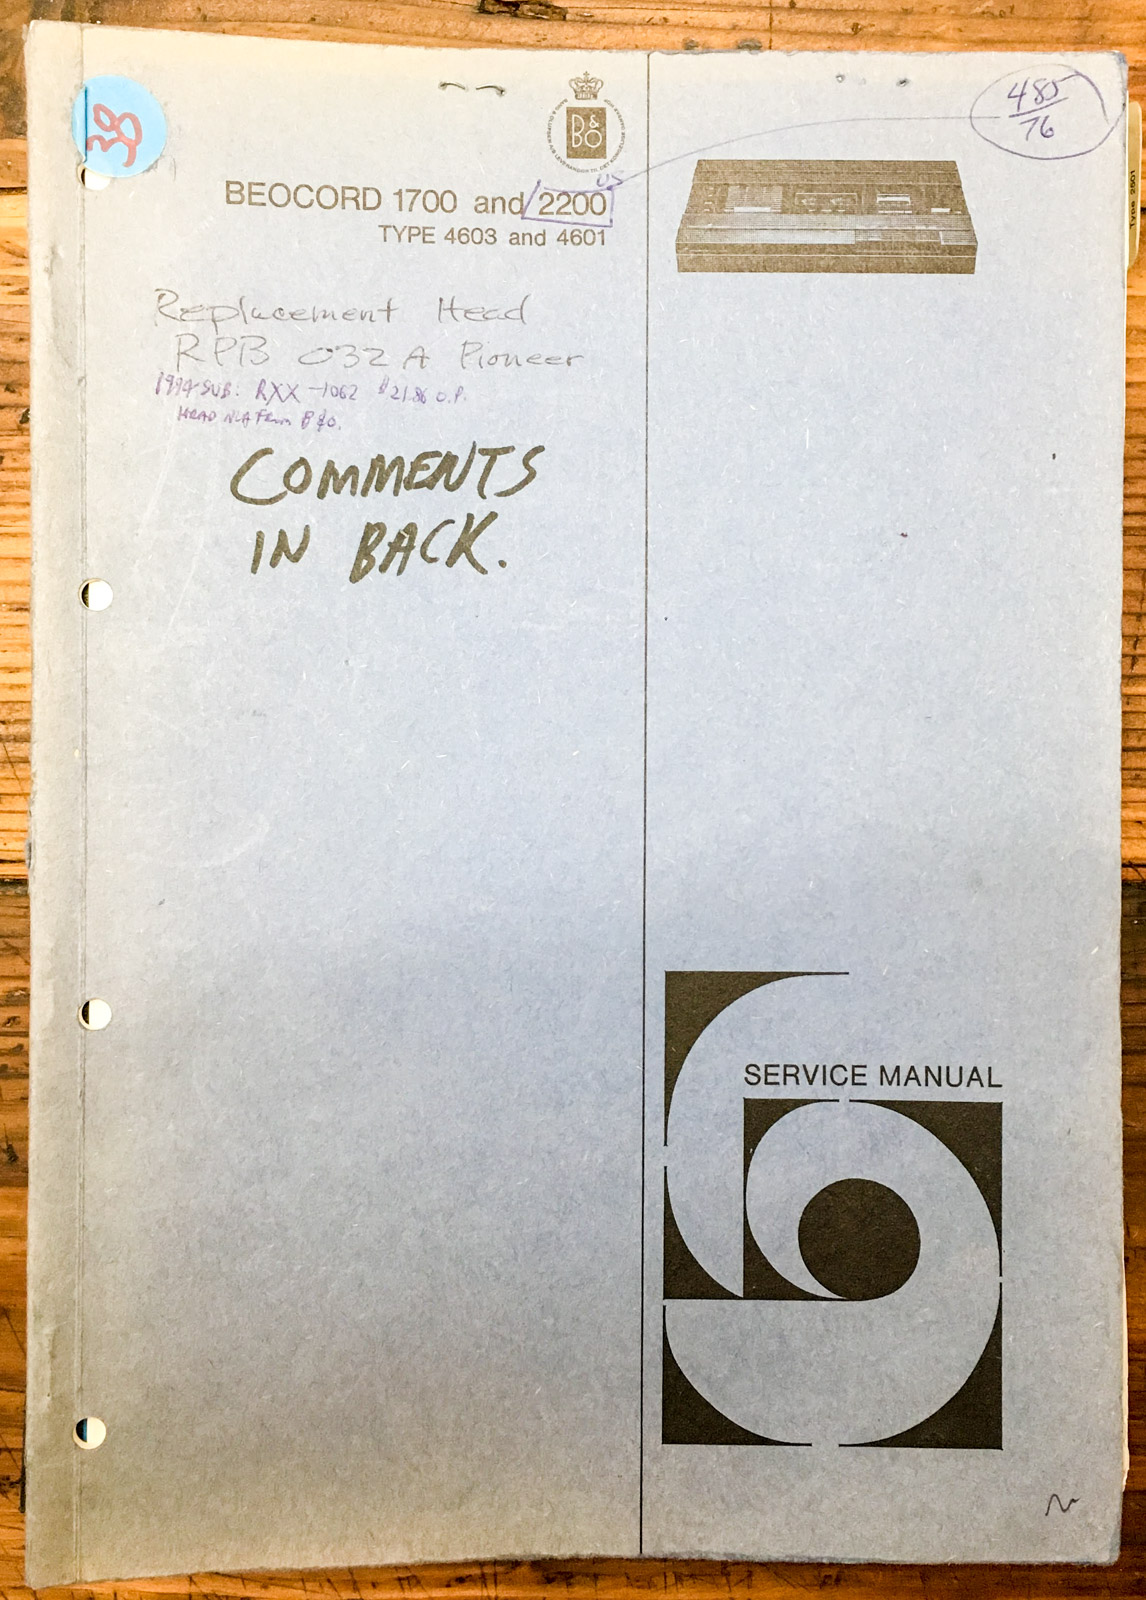 38
B&O
485
76
US
BEOCORD 1700 and 2200
TYPE 4603 and 4601
Replacement Head
RPB 032 A Pioneer
1994 SUB: RXX-1062 $21.86 O.P.
HEAD NLA From B&O.
COMMENTS
IN BACK.
SERVICE MANUAL